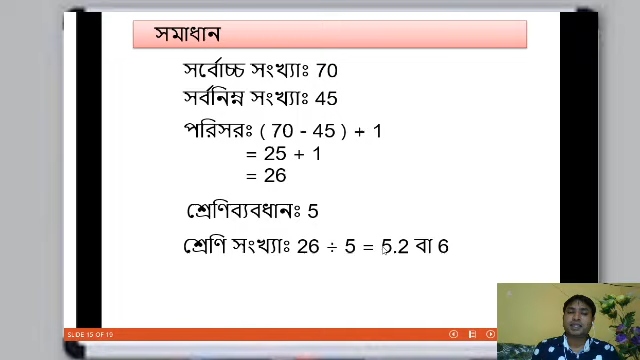 সমাধান
সর্বোচ্চ সংখ্যাঃ 70
সর্বনিম্ন সংখ্যাঃ 45
পরিসরঃ ( 70 - 45 ) + 1
= 25 + 1
= 26
শ্রেণিব্যবধানঃ 5
শ্রেণি সংখ্যাঃ 26 ÷ 5 = 5.2 বা 6
SLIDE 15 OF 19